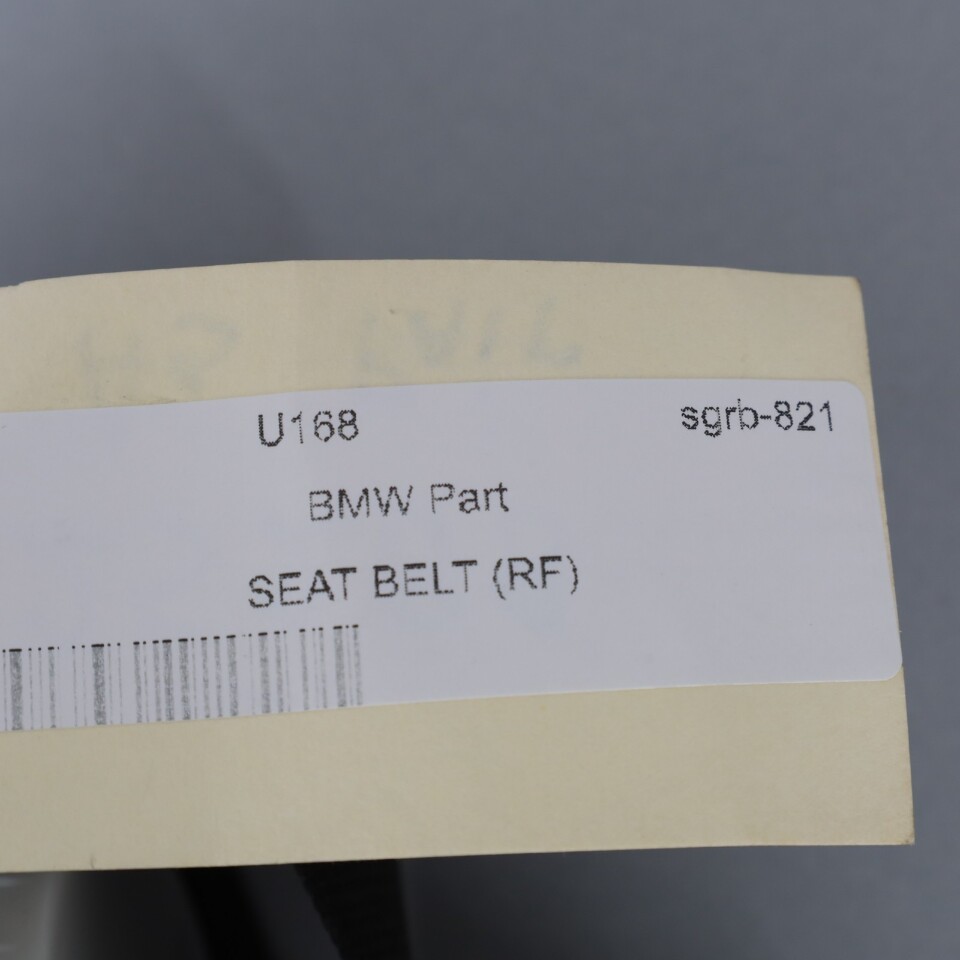 U168 sgrb-821
BMW Part
SEAT BELT (RF)